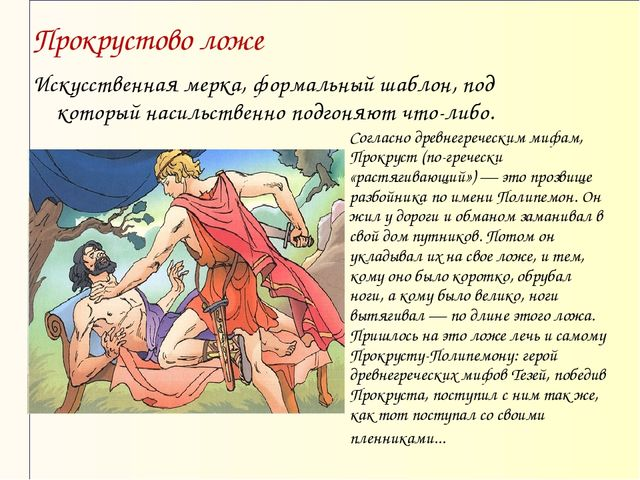 Прокрустово ложе
Искусственная мерка, формальный шаблон, под
который насильственно подгоняют что-либо.
Согласно древнегреческим мифам,
Прокруст (по-гречески
«растягивающий») — это прозвище
разбойника по имени Полипемон. Он
жил у дороги и обманом заманивал в
свой дом путников. Потом он
укладывал их на свое ложе, и тем,
кому оно было коротко, обрубал
ноги, а кому было велико, ноги
вытягивал — по длине этого ложа.
Пришлось на это ложе лечь и самому
Прокрусту-Полипемону: герой
древнегреческих мифов Тезей, победив
Прокруста, поступил с ним так же,
как тот поступал со своими
пленниками...